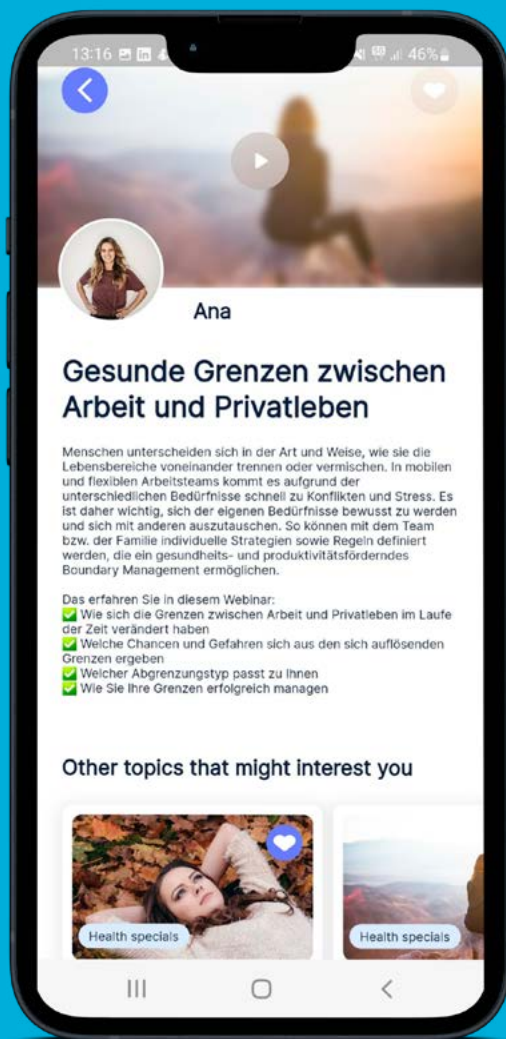 13:16
46%
Ana
Gesunde Grenzen zwischen
Arbeit und Privatleben
Menschen unterscheiden sich in der Art und Weise, wie sie die
Lebensbereiche voneinander trennen oder vermischen. In mobilen
und flexiblen Arbeitsteams kommt es aufgrund der
unterschiedlichen Bedürfnisse schnell zu Konflikten und Stress. Es
ist daher wichtig, sich der eigenen Bedürfnisse bewusst zu werden
und sich mit anderen auszutauschen. So können mit dem Team
bzw. der Familie individuelle Strategien sowie Regeln definiert
werden, die ein gesundheits- und produktivitätsförderndes
Boundary Management ermöglichen.
Das erfahren Sie in diesem Webinar:
✅ Wie sich die Grenzen zwischen Arbeit und Privatleben im Laufe
der Zeit verändert haben
✅ Welche Chancen und Gefahren sich aus den sich auflösenden
Grenzen ergeben
✅ Welcher Abgrenzungstyp passt zu Ihnen
✅ Wie Sie Ihre Grenzen erfolgreich managen
Other topics that might interest you
Health specials
Health specials